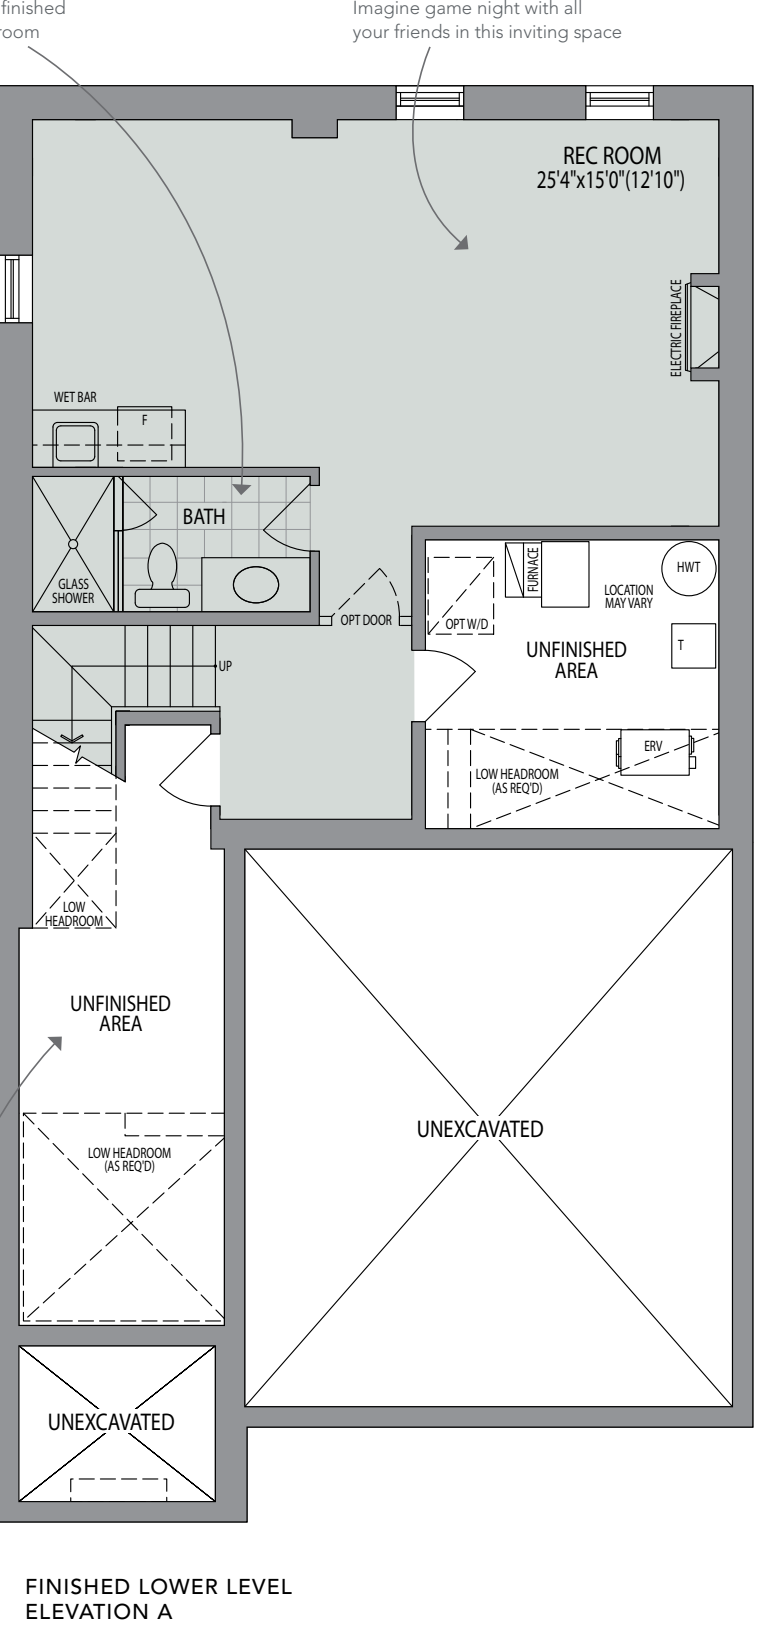 finished
room
Imagine game night with all
your friends in this inviting space
REC ROOM
25'4"x15'0"(12'10")
ELECTRIC FIREPLACE
WET BAR
F
BATH
GLASS
SHOWER
FURNACE
HWT
LOCATION
MAY VARY
OPT W/D
OPT DOOR
T
UNFINISHED
AREA
UP
ERV
LOW HEADROOM
(AS REQ'D)
LOW
HEADROOM
UNFINISHED
AREA
UNEXCAVATED
LOW HEADROOM
(AS REQ'D)
UNEXCAVATED
FINISHED LOWER LEVEL
ELEVATION A